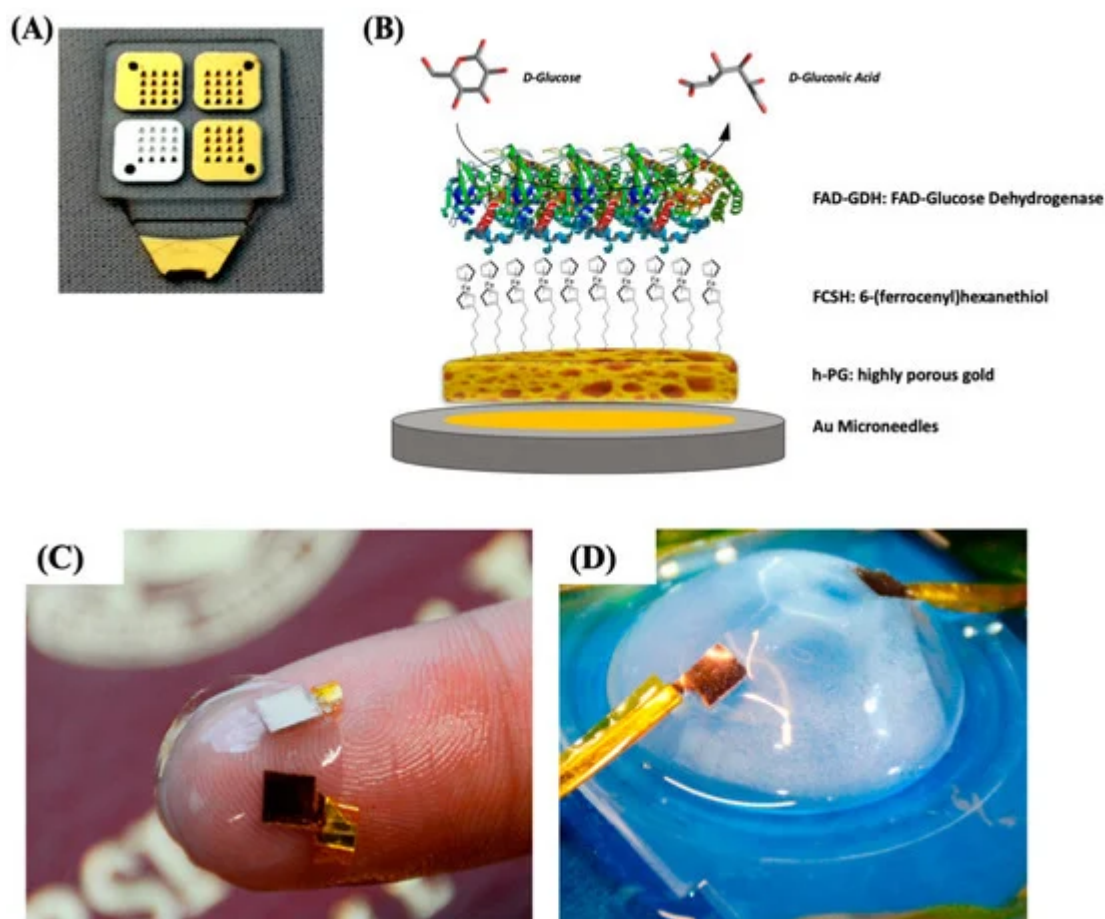 (A)
(B)
D-Glucose
D-Gluconic Acid
FAD-GDH: FAD-Glucose Dehydrogenase
FCSH: 6-(ferrocenyl)hexanethiol
h-PG: highly porous gold
Au Microneedles
(C)
(D)